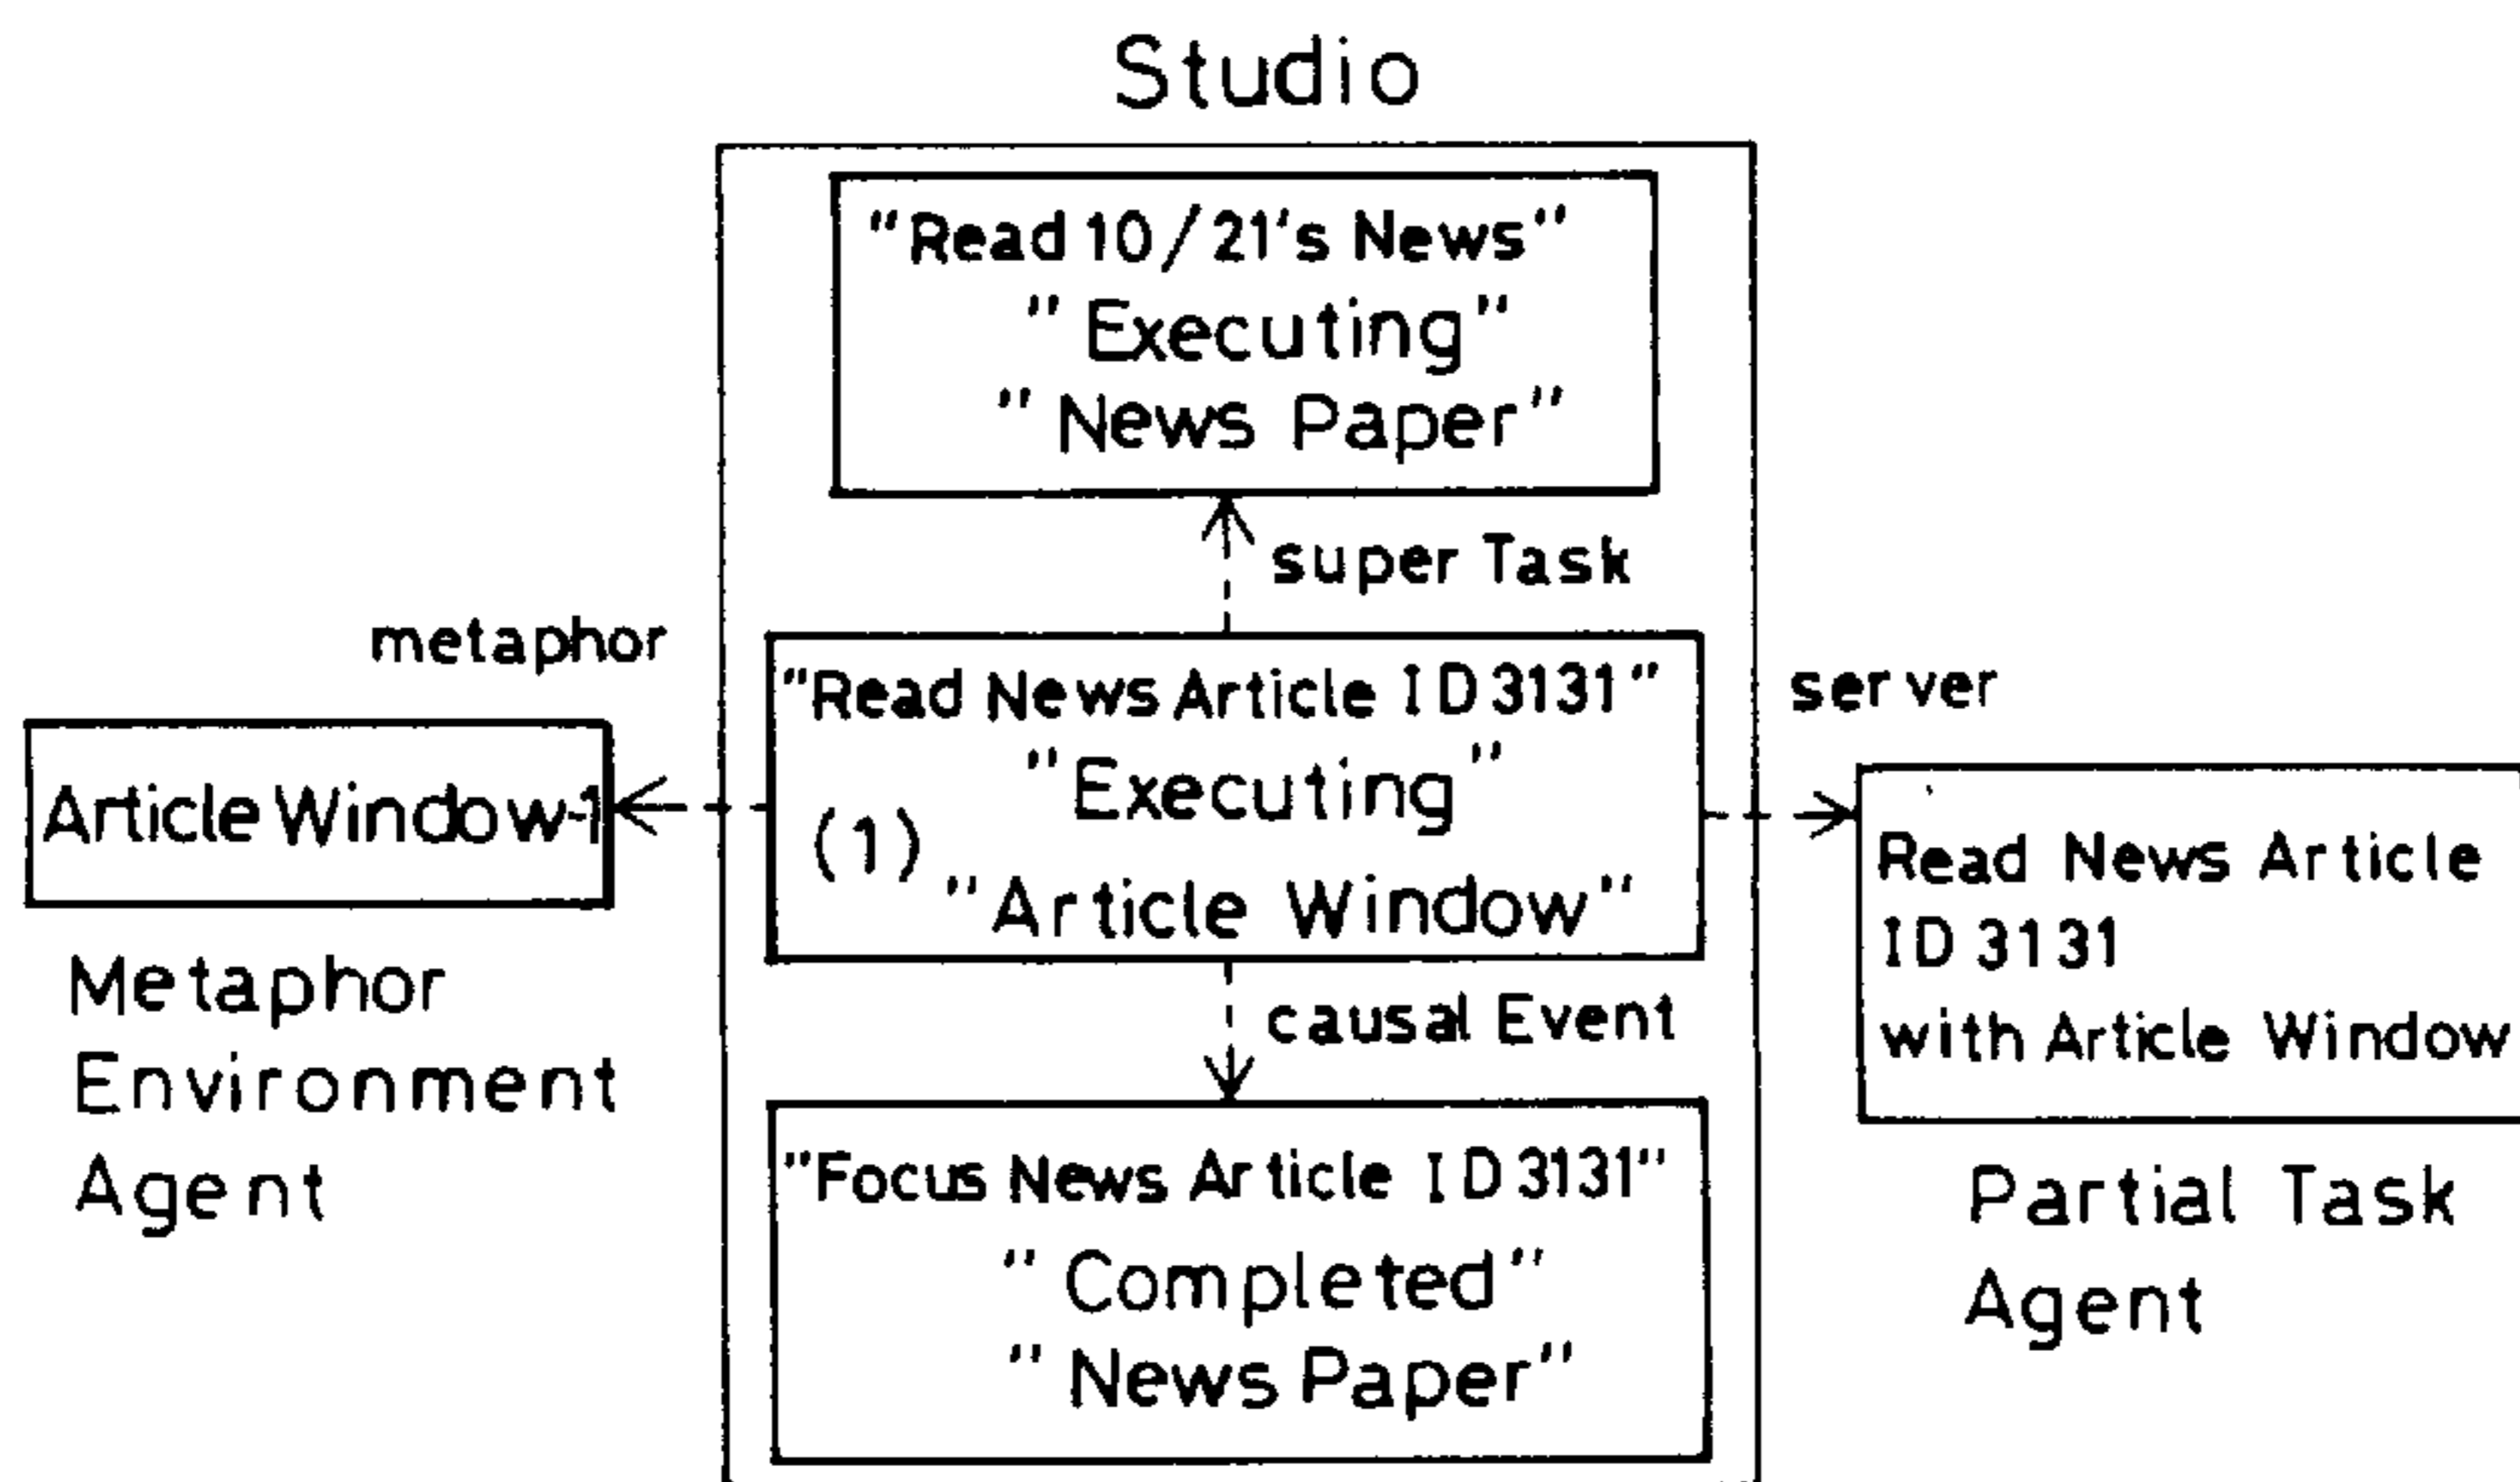 Studio
"Read 10/21's News"
"Executing"
"News Paper"
super Task
metaphor
"Read News Article ID 3131"
"Executing"
(1)
"Article Window"
server
Article Window-1
Metaphor
Environment
Agent
Read News Article
ID 3131
with Article Window
Partial Task
Agent
causal Event
"Focus News Article ID 3131"
"Completed"
"News Paper"